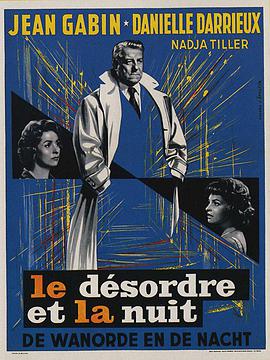 JEAN GABIN * DANIELLE DARRIEUX
NADJA TILLER
le désordre
et la nuit
DE WANORDE EN DE NACHT